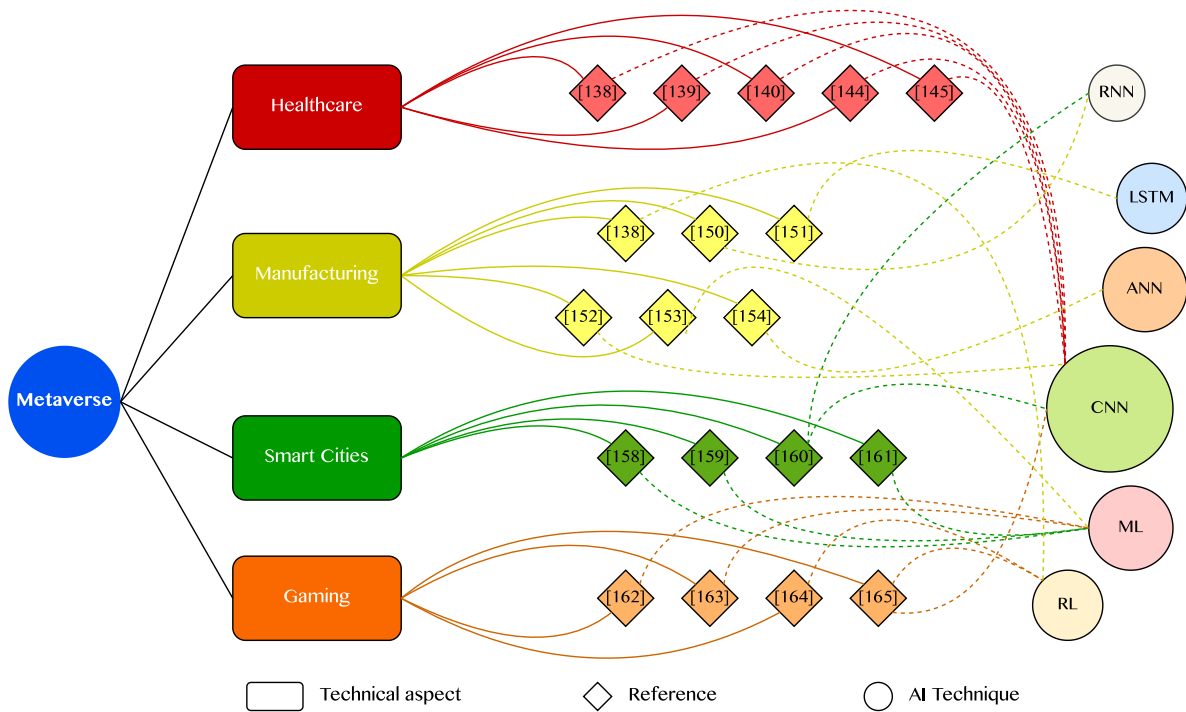 Healthcare
[138] [139] [140] [144] [145]
RNN
LSTM
Manufacturing
[138] [150] [151]
ANN
[152] [153] [154]
Metaverse
CNN
Smart Cities
[158] [159] [160] [161]
ML
Gaming
[162] [163] [164] [165]
RL
Technical aspect
Reference
AI Technique